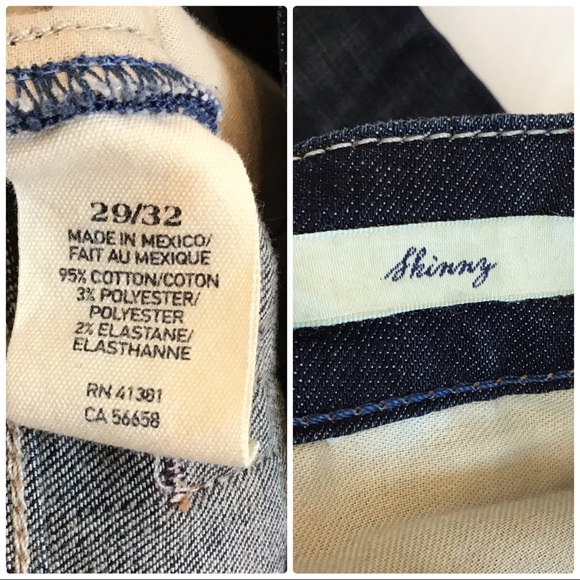 29/32
MADE IN MEXICO/
FAIT AU MEXIQUE
95% COTTON/COTON
3% POLYESTER/
POLYESTER
2% ELASTANE/
ELASTHANNE
RN 41381
CA 56658
Skinny